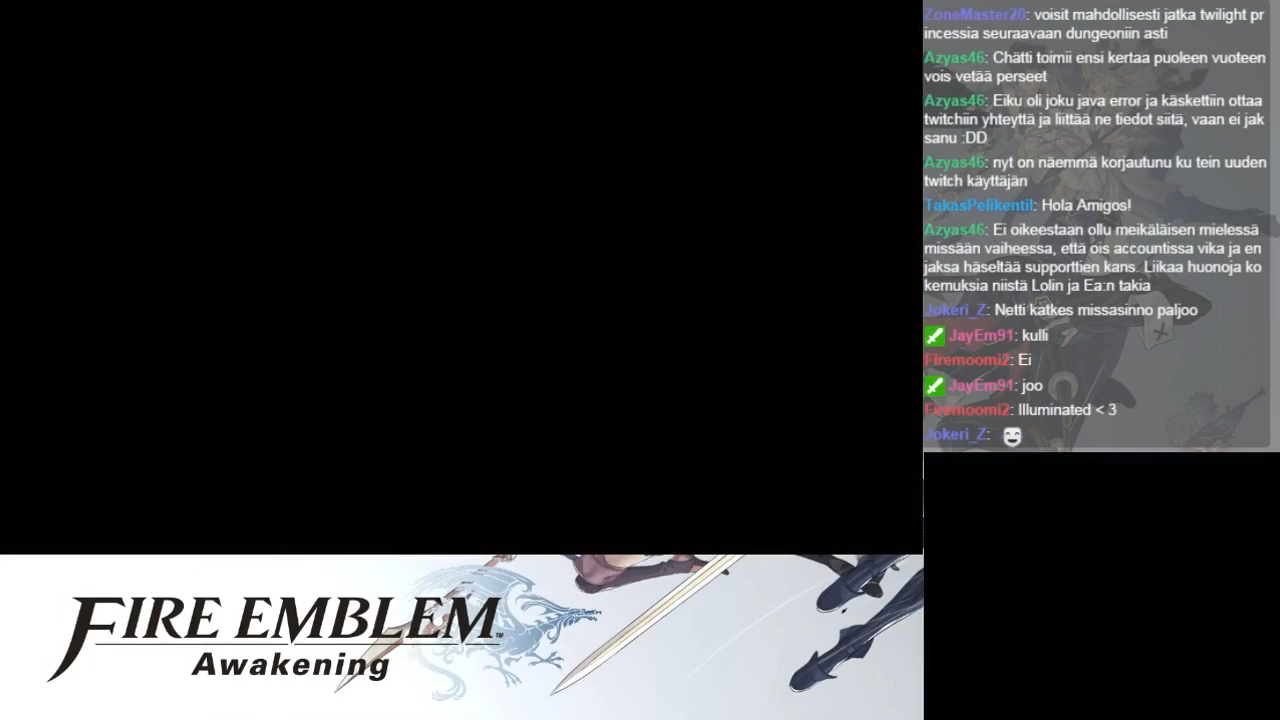 ZoneMaster20: voisit mahdollisesti jatka twilight pr
incessia seuraavaan dungeoniin asti
Azyas46: Chätti toimii ensi kertaa puoleen vuoteen
vois vetää perseet
Azyas46: Eiku oli joku java error ja käskettiin ottaa
twitchiin yhteyttä ja liittää ne tiedot siitä, vaan ei jak
sanu :DD
Azyas46: nyt on näemmä korjautunu ku tein uuden
twitch käyttäjän
TakasPelikentil: Hola Amigos!
Azyas46: Ei oikeestaan ollu meikäläisen mielessä
missään vaiheessa, että ois accountissa vika ja en
jaksa häseltää supporttien kans. Liikaa huonoja ko
kemuksia niistä Lolin ja Ea:n takia
Jokeri_Z: Netti katkes missasinno paljoo
JayEm91: kulli
Firemoomi2: Ei
JayEm91: joo
Firemoomi2: Illuminated < 3
Jokeri_Z:
FIRE EMBLEM™
Awakening